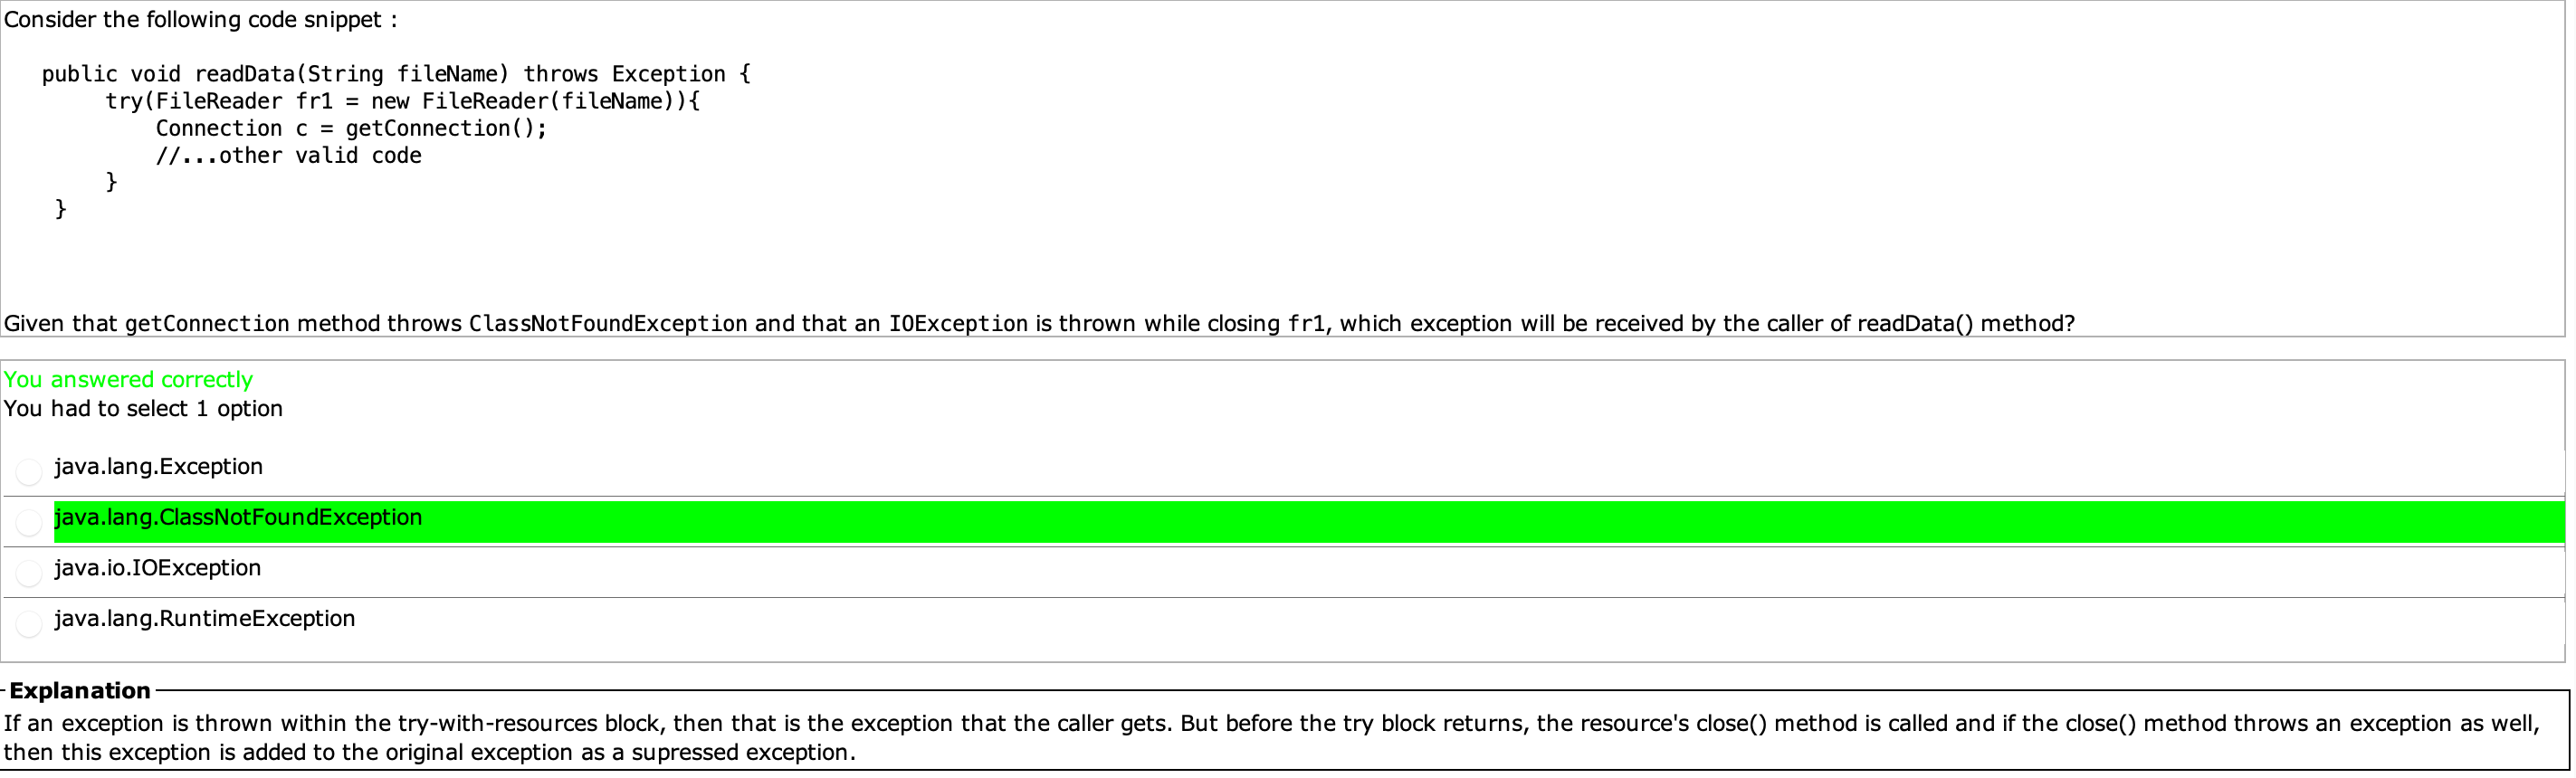 Consider the following code snippet :
public void readData(String fileName) throws Exception {
try(FileReader fr1 = new FileReader(fileName)){
Connection c = getConnection();
//...other valid code
}
}
Given that getConnection method throws ClassNotFoundException and that an IOException is thrown while closing fr1, which exception will be received by the caller of readData() method?
You answered correctly
You had to select 1 option
java.lang.Exception
java.lang.ClassNotFoundException
java.io.IOException
java.lang.RuntimeException
Explanation
If an exception is thrown within the try-with-resources block, then that is the exception that the caller gets. But before the try block returns, the resource's close() method is called and if the close() method throws an exception as well,
then this exception is added to the original exception as a supressed exception.